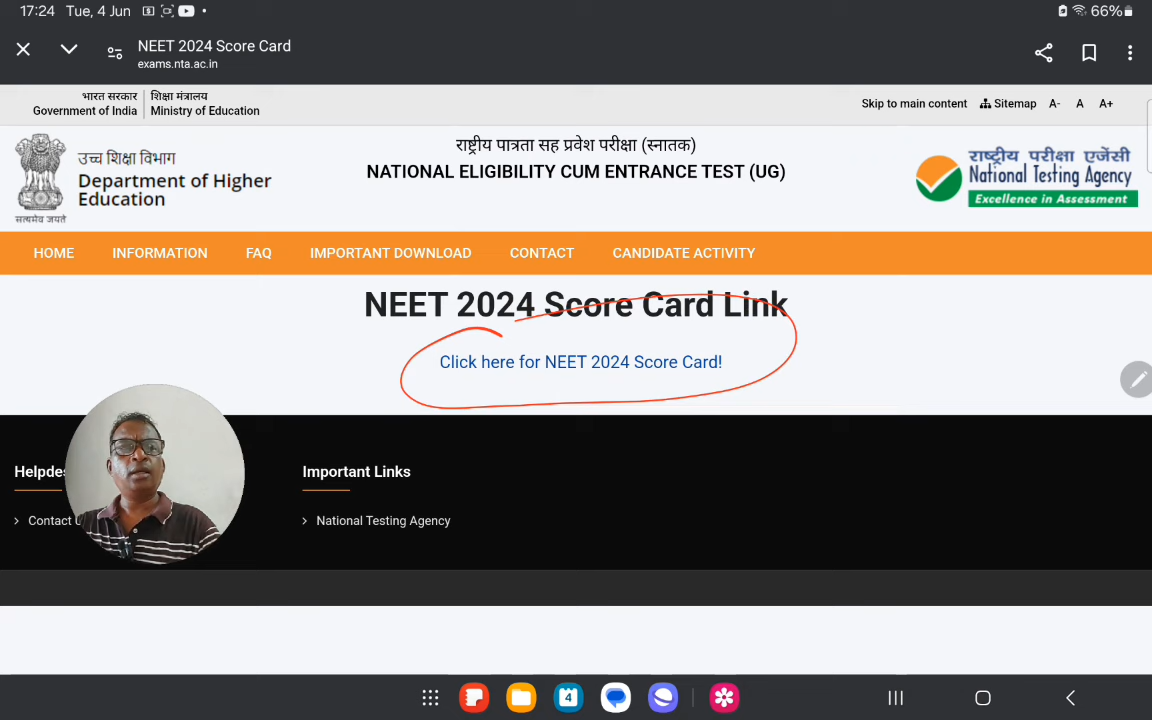 17:24 Tue, 4 Jun
66%
NEET 2024 Score Card
exams.nta.ac.in
भारत सरकार
Government of India
शिक्षा मंत्रालय
Ministry of Education
Skip to main content
Sitemap
A- A A+
सत्यमेव जयते
उच्च शिक्षा विभाग
Department of Higher
Education
राष्ट्रीय पात्रता सह प्रवेश परीक्षा (स्नातक)
NATIONAL ELIGIBILITY CUM ENTRANCE TEST (UG)
राष्ट्रीय परीक्षा एजेंसी
National Testing Agency
Excellence in Assessment
HOME INFORMATION FAQ IMPORTANT DOWNLOAD CONTACT CANDIDATE ACTIVITY
NEET 2024 Score Card Link
Click here for NEET 2024 Score Card!
Helpdes
Contact
Important Links
National Testing Agency
4